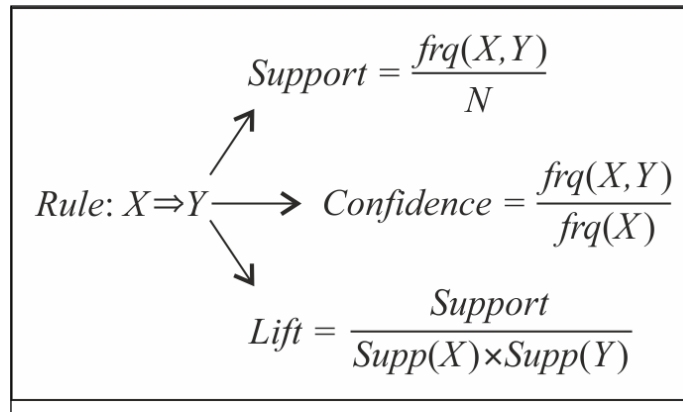 Support = frq(X,Y) / N
Rule: X⇒Y Confidence = frq(X,Y) / frq(X)
Lift = Support / Supp(X)×Supp(Y)